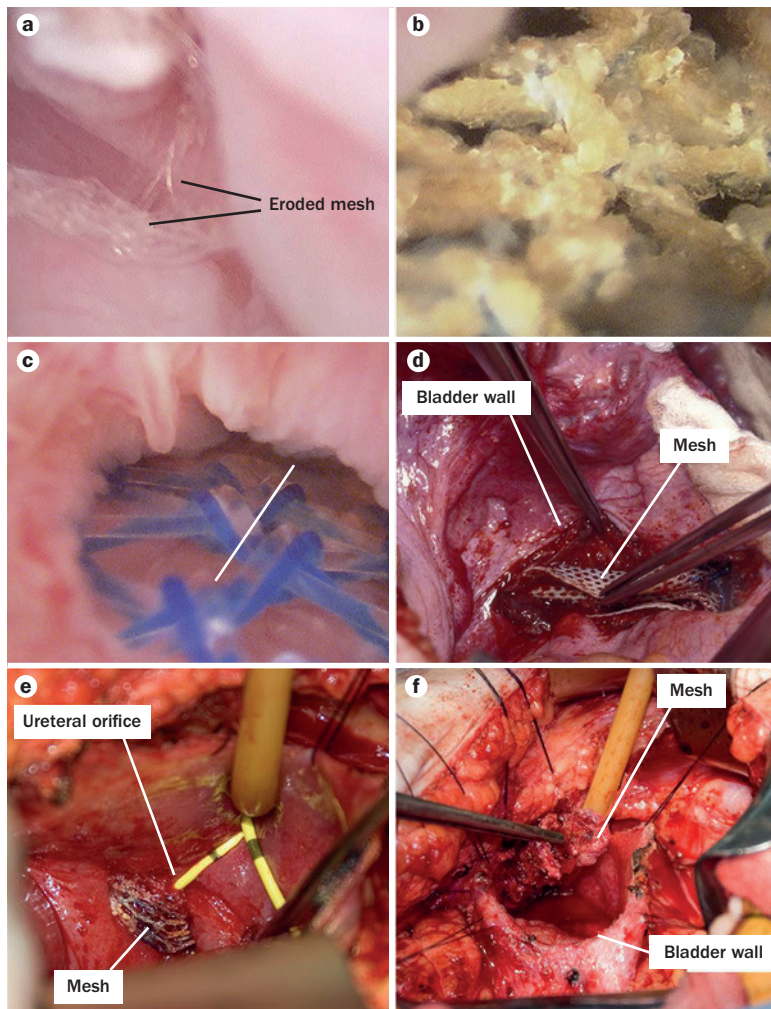 a
b
Eroded mesh
c
d
Bladder wall
Mesh
e
f
Ureteral orifice
Mesh
Mesh
Bladder wall